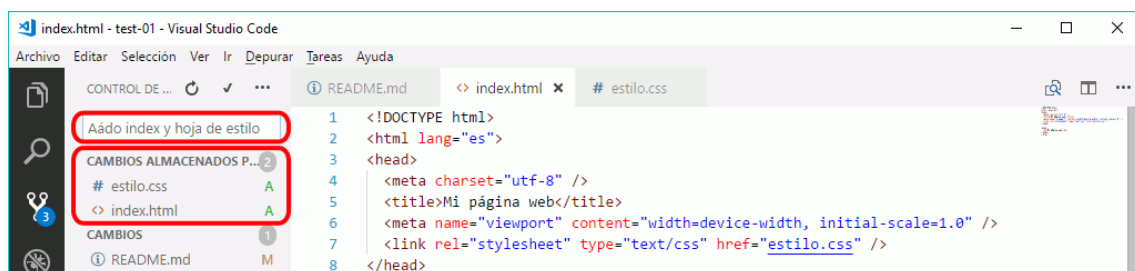 index.html - test-01 - Visual Studio Code
Archivo Editar Selección Ver Ir Depurar Tareas Ayuda
CONTROL DE ...
README.md index.html # estilo.css
Aádo index y hoja de estilo
CAMBIOS ALMACENADOS P... 2
# estilo.css A
<> index.html A
CAMBIOS 1
README.md M
3
1 <!DOCTYPE html>
2 <html lang="es">
3 <head>
4 <meta charset="utf-8" />
5 <title>Mi página web</title>
6 <meta name="viewport" content="width=device-width, initial-scale=1.0" />
7 <link rel="stylesheet" type="text/css" href="estilo.css" />
8 </head>